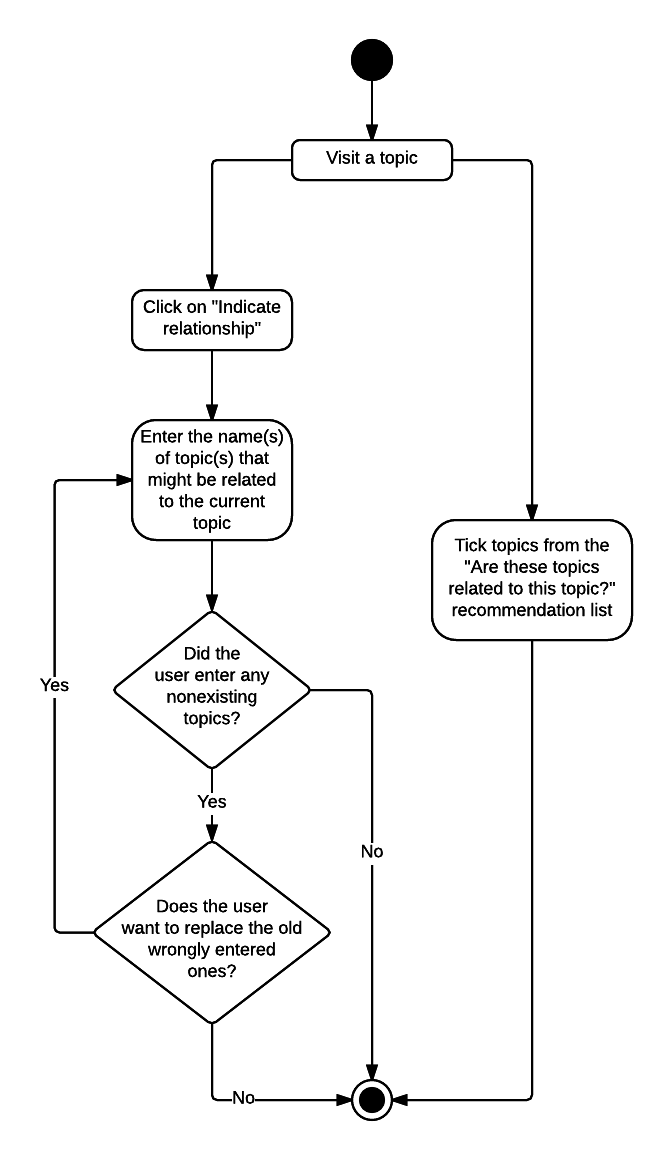 Visit a topic
Click on "Indicate
relationship"
Enter the name(s)
of topic(s) that
might be related
to the current
topic
Tick topics from the
"Are these topics
related to this topic?"
recommendation list
Did the
user enter any
nonexisting
topics?
Yes
Yes
No
Does the user
want to replace the old
wrongly entered
ones?
No